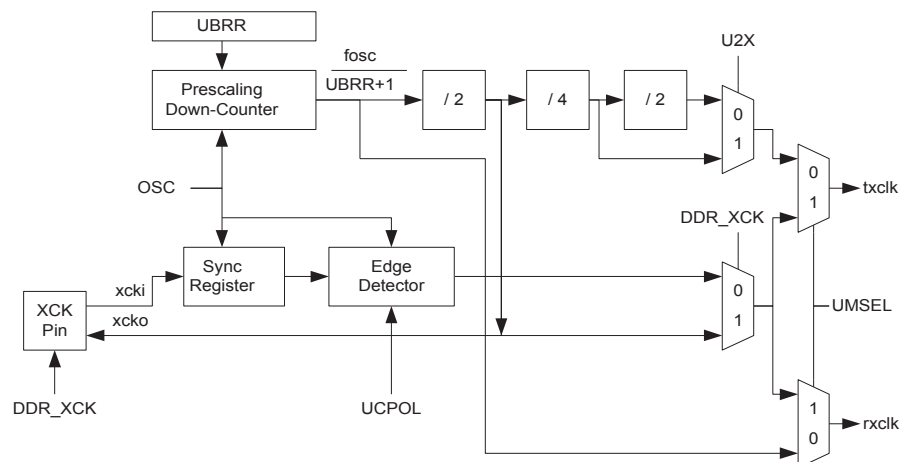 UBRR
fosc
U2X
Prescaling
Down-Counter
UBRR+1
/ 2
/ 4
/ 2
0
1
OSC
0
1
txclk
DDR_XCK
Sync
Register
Edge
Detector
xcki
0
1
UMSEL
XCK
Pin
xcko
DDR_XCK
UCPOL
1
0
rxclk